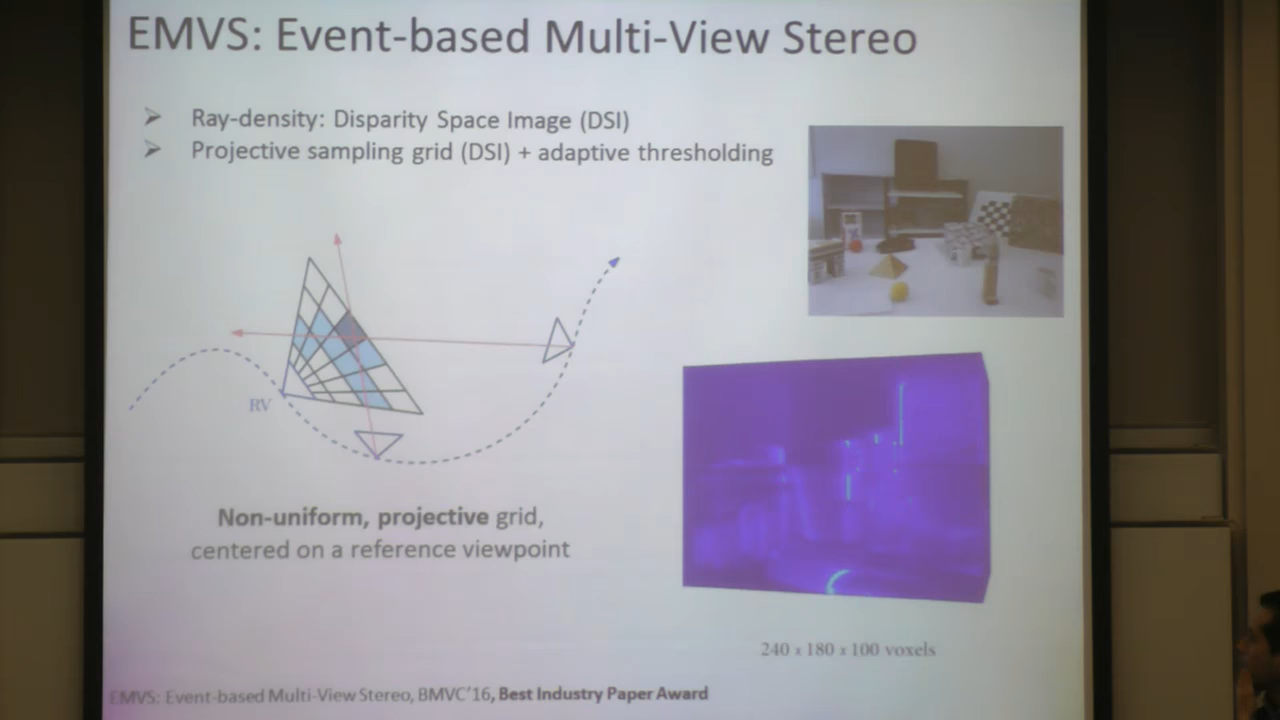 EMVS: Event-based Multi-View Stereo
➢ Ray-density: Disparity Space Image (DSI)
➢ Projective sampling grid (DSI) + adaptive thresholding
RV
Non-uniform, projective grid,
centered on a reference viewpoint
240 x 180 x 100 voxels
EMVS: Event-based Multi-View Stereo, BMVC'16, Best Industry Paper Award